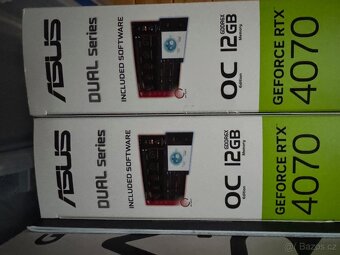 ASUS
DUAL series
INCLUDED SOFTWARE
OC
Edition
12GB
GDDR6X
Memory
GEFORCE RTX
4070
ASUS
DUAL series
INCLUDED SOFTWARE
OC
Edition
12GB
GDDR6X
Memory
GEFORCE RTX
4070
Sbazos.cz